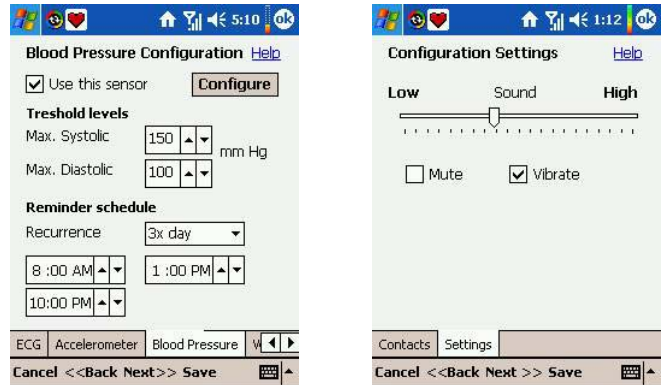 5:10 ok
Blood Pressure Configuration Help
Use this sensor Configure
Treshold levels
Max. Systolic 150
mm Hg
Max. Diastolic 100
Reminder schedule
Recurrence 3x day
8 :00 AM 1 :00 PM
10:00 PM
ECG Accelerometer Blood Pressure
Cancel <<Back Next>> Save
1:12 ok
Configuration Settings Help
Low Sound High
Mute Vibrate
Contacts Settings
Cancel <<Back Next >> Save